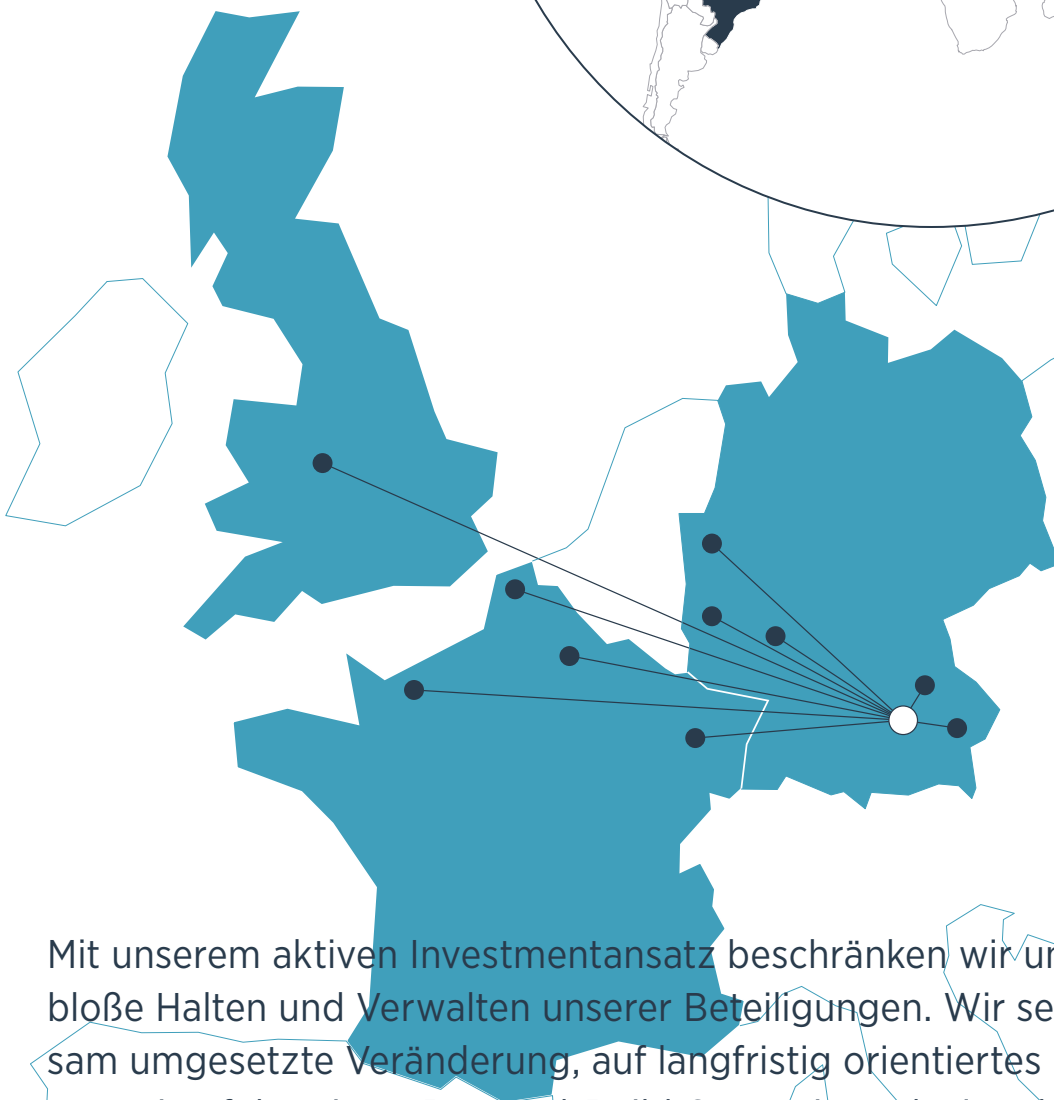 Mit unserem aktiven Investmentansatz beschränken wir
bloße Halten und Verwalten unserer Beteiligungen. Wir
sam umgesetzte Veränderung, auf langfristig orientiertes